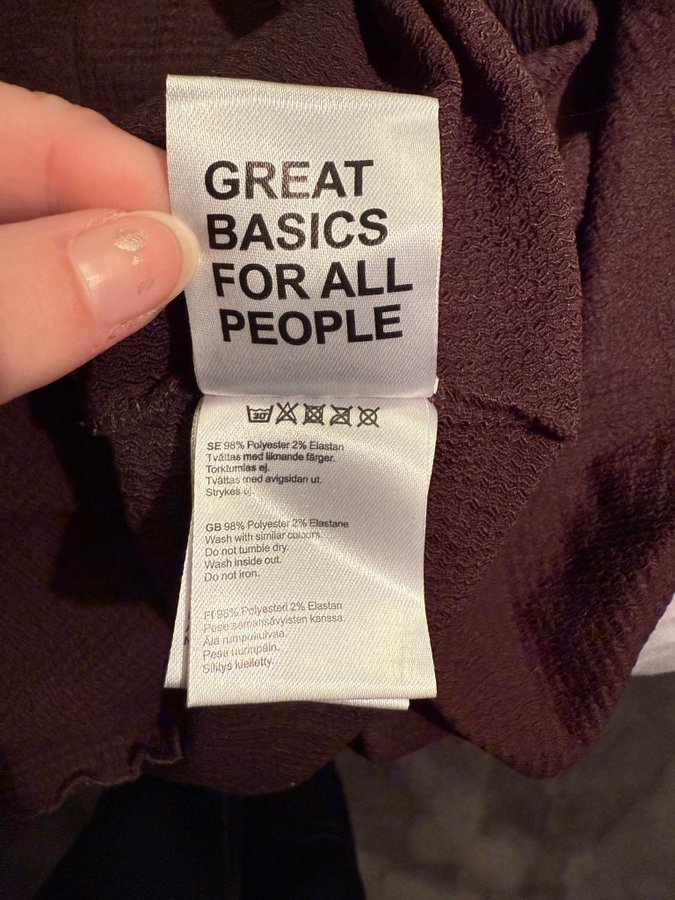 GREAT
BASICS
FOR ALL
PEOPLE
30
SE 98% Polyester 2% Elastan
Tvättas med liknande färger.
Torktumlas ej.
Tvättas med avigsidan ut.
Strykes ej.
GB 98% Polyester 2% Elastane
Wash with similar colours.
Do not tumble dry.
Wash inside out.
Do not iron.
FI 98% Polyesteri 2% Elastan
Pese samansävyisten kanssa.
Älä rumpukuivaa.
Pese nurinpäin.
Silitys kielletty.